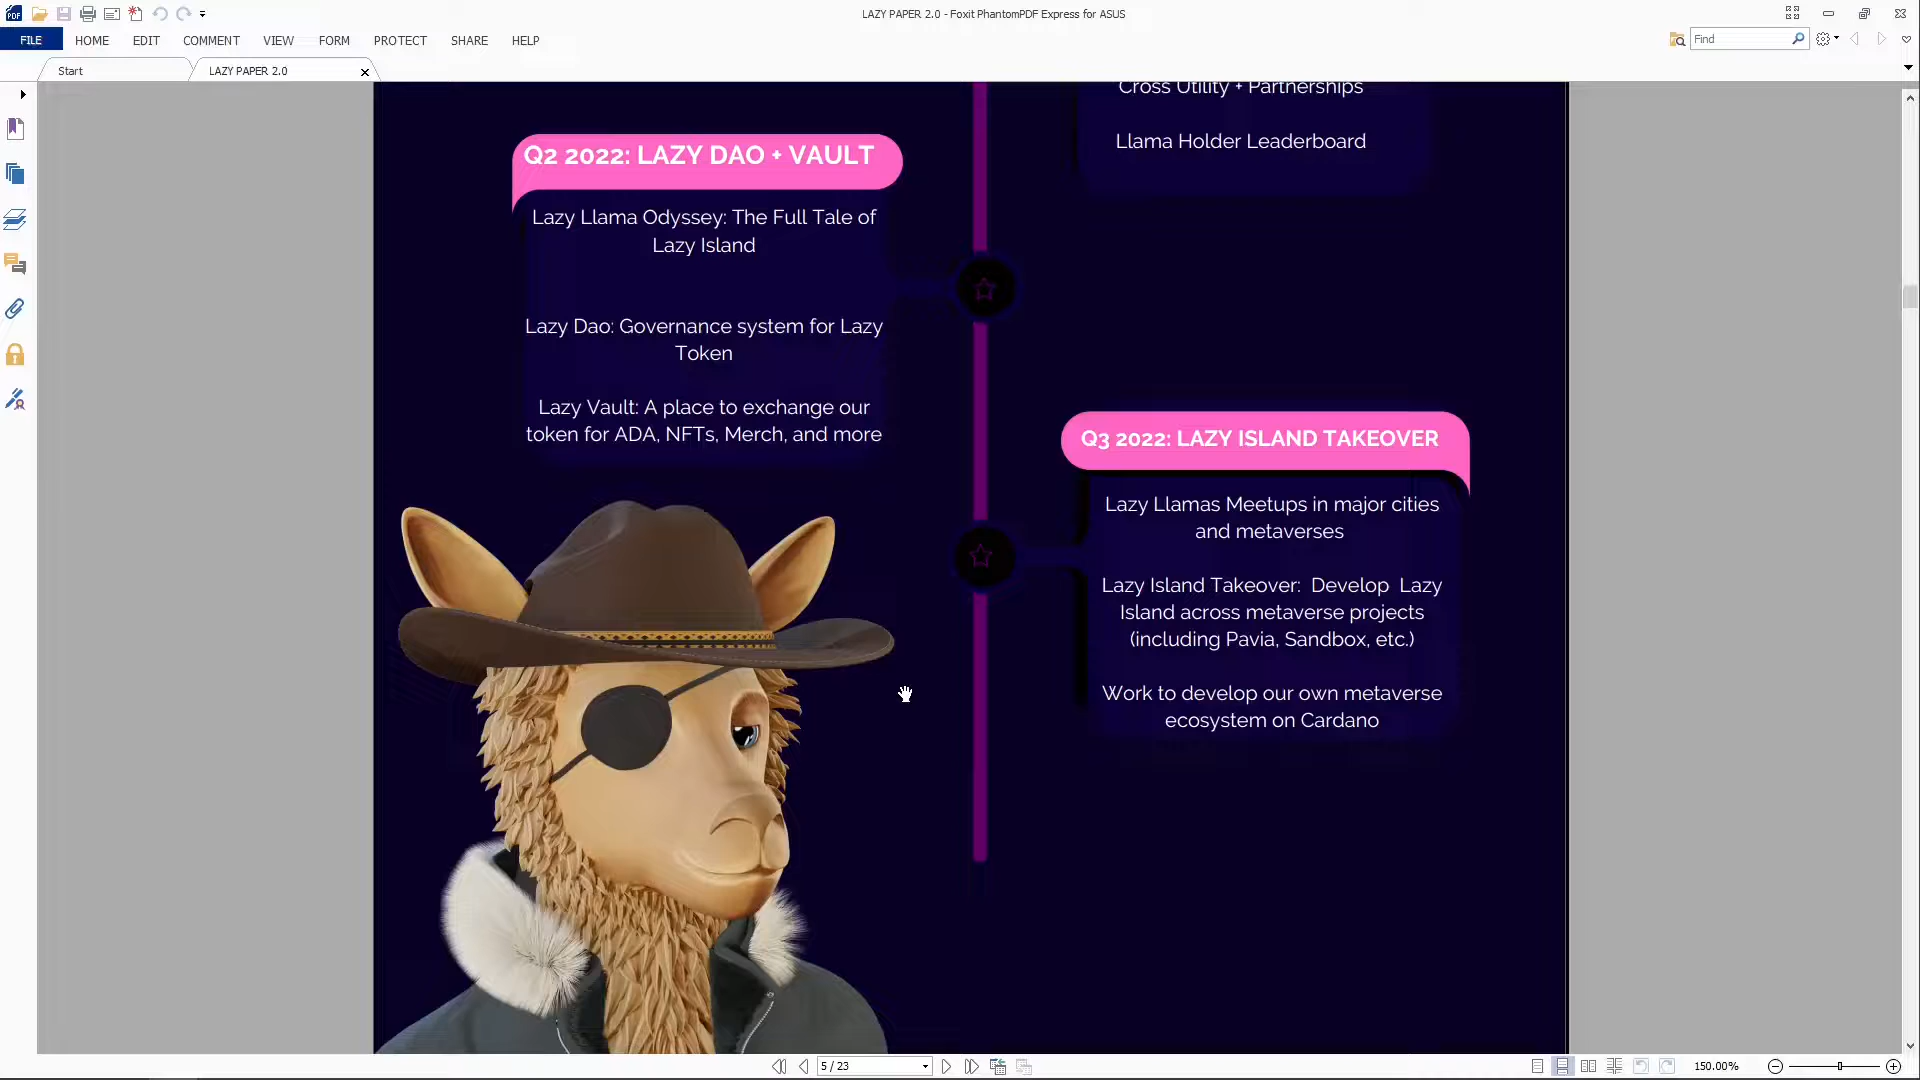 LAZY PAPER 2.0 - Foxit PhantomPDF Express for ASUS
FILE HOME EDIT COMMENT VIEW FORM PROTECT SHARE HELP
Find
Start
LAZY PAPER 2.0
Cross Utility + Partnerships
Llama Holder Leaderboard
Q2 2022: LAZY DAO + VAULT
Lazy Llama Odyssey: The Full Tale of
Lazy Island
Lazy Dao: Governance system for Lazy
Token
Lazy Vault: A place to exchange our
token for ADA, NFTs, Merch, and more
Q3 2022: LAZY ISLAND TAKEOVER
Lazy Llamas Meetups in major cities
and metaverses
Lazy Island Takeover: Develop Lazy
Island across metaverse projects
(including Pavia, Sandbox, etc.)
Work to develop our own metaverse
ecosystem on Cardano
5 / 23
150.00%